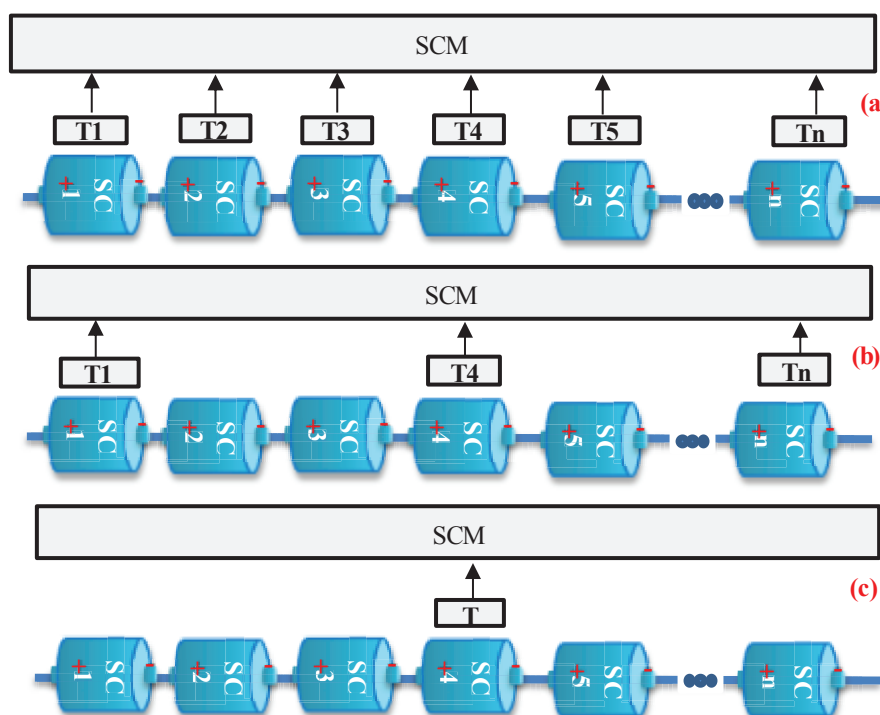 SCM
(a)
T1 T2 T3 T4 T5 Tn
+ SC 1 - + SC 2 - + SC 3 - + SC 4 - + SC 5 - + SC n -
SCM
(b)
T1 T4 Tn
+ SC 1 - + SC 2 - + SC 3 - + SC 4 - + SC 5 - + SC n -
SCM
(c)
T
+ SC 1 - + SC 2 - + SC 3 - + SC 4 - + SC 5 - + SC n -